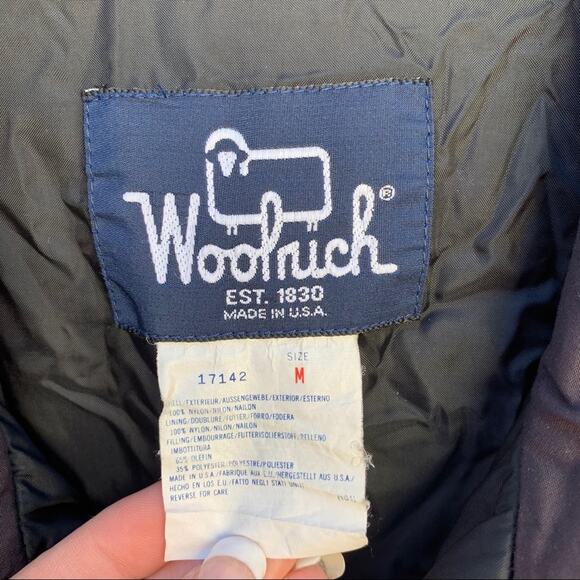 Woolrich®
EST. 1830
MADE IN U.S.A.
SIZE
17142 M
SHELL/EXTERIEUR/AUSSENGEWEBE/EXTERIOR/ESTERNO
100% NYLON/NILON/NAILON
LINING/DOUBLURE/FUTTER/FORRO/FODERA
100% NYLON/NILON/NAILON
FILLING/EMBOURRAGE/FUTTERISOLIERSTOFF/RELLENO
IMBOTTITURA
65% OLEFIN
35% POLYESTER/POLYESTRE/POLIESTER
MADE IN U.S.A./FABRIQUE AUX E.U./HERGESTELLT AUS U.S.A./
HECHO EN LOS E.U./FATTO NEGLI STATI UNITI
REVERSE FOR CARE